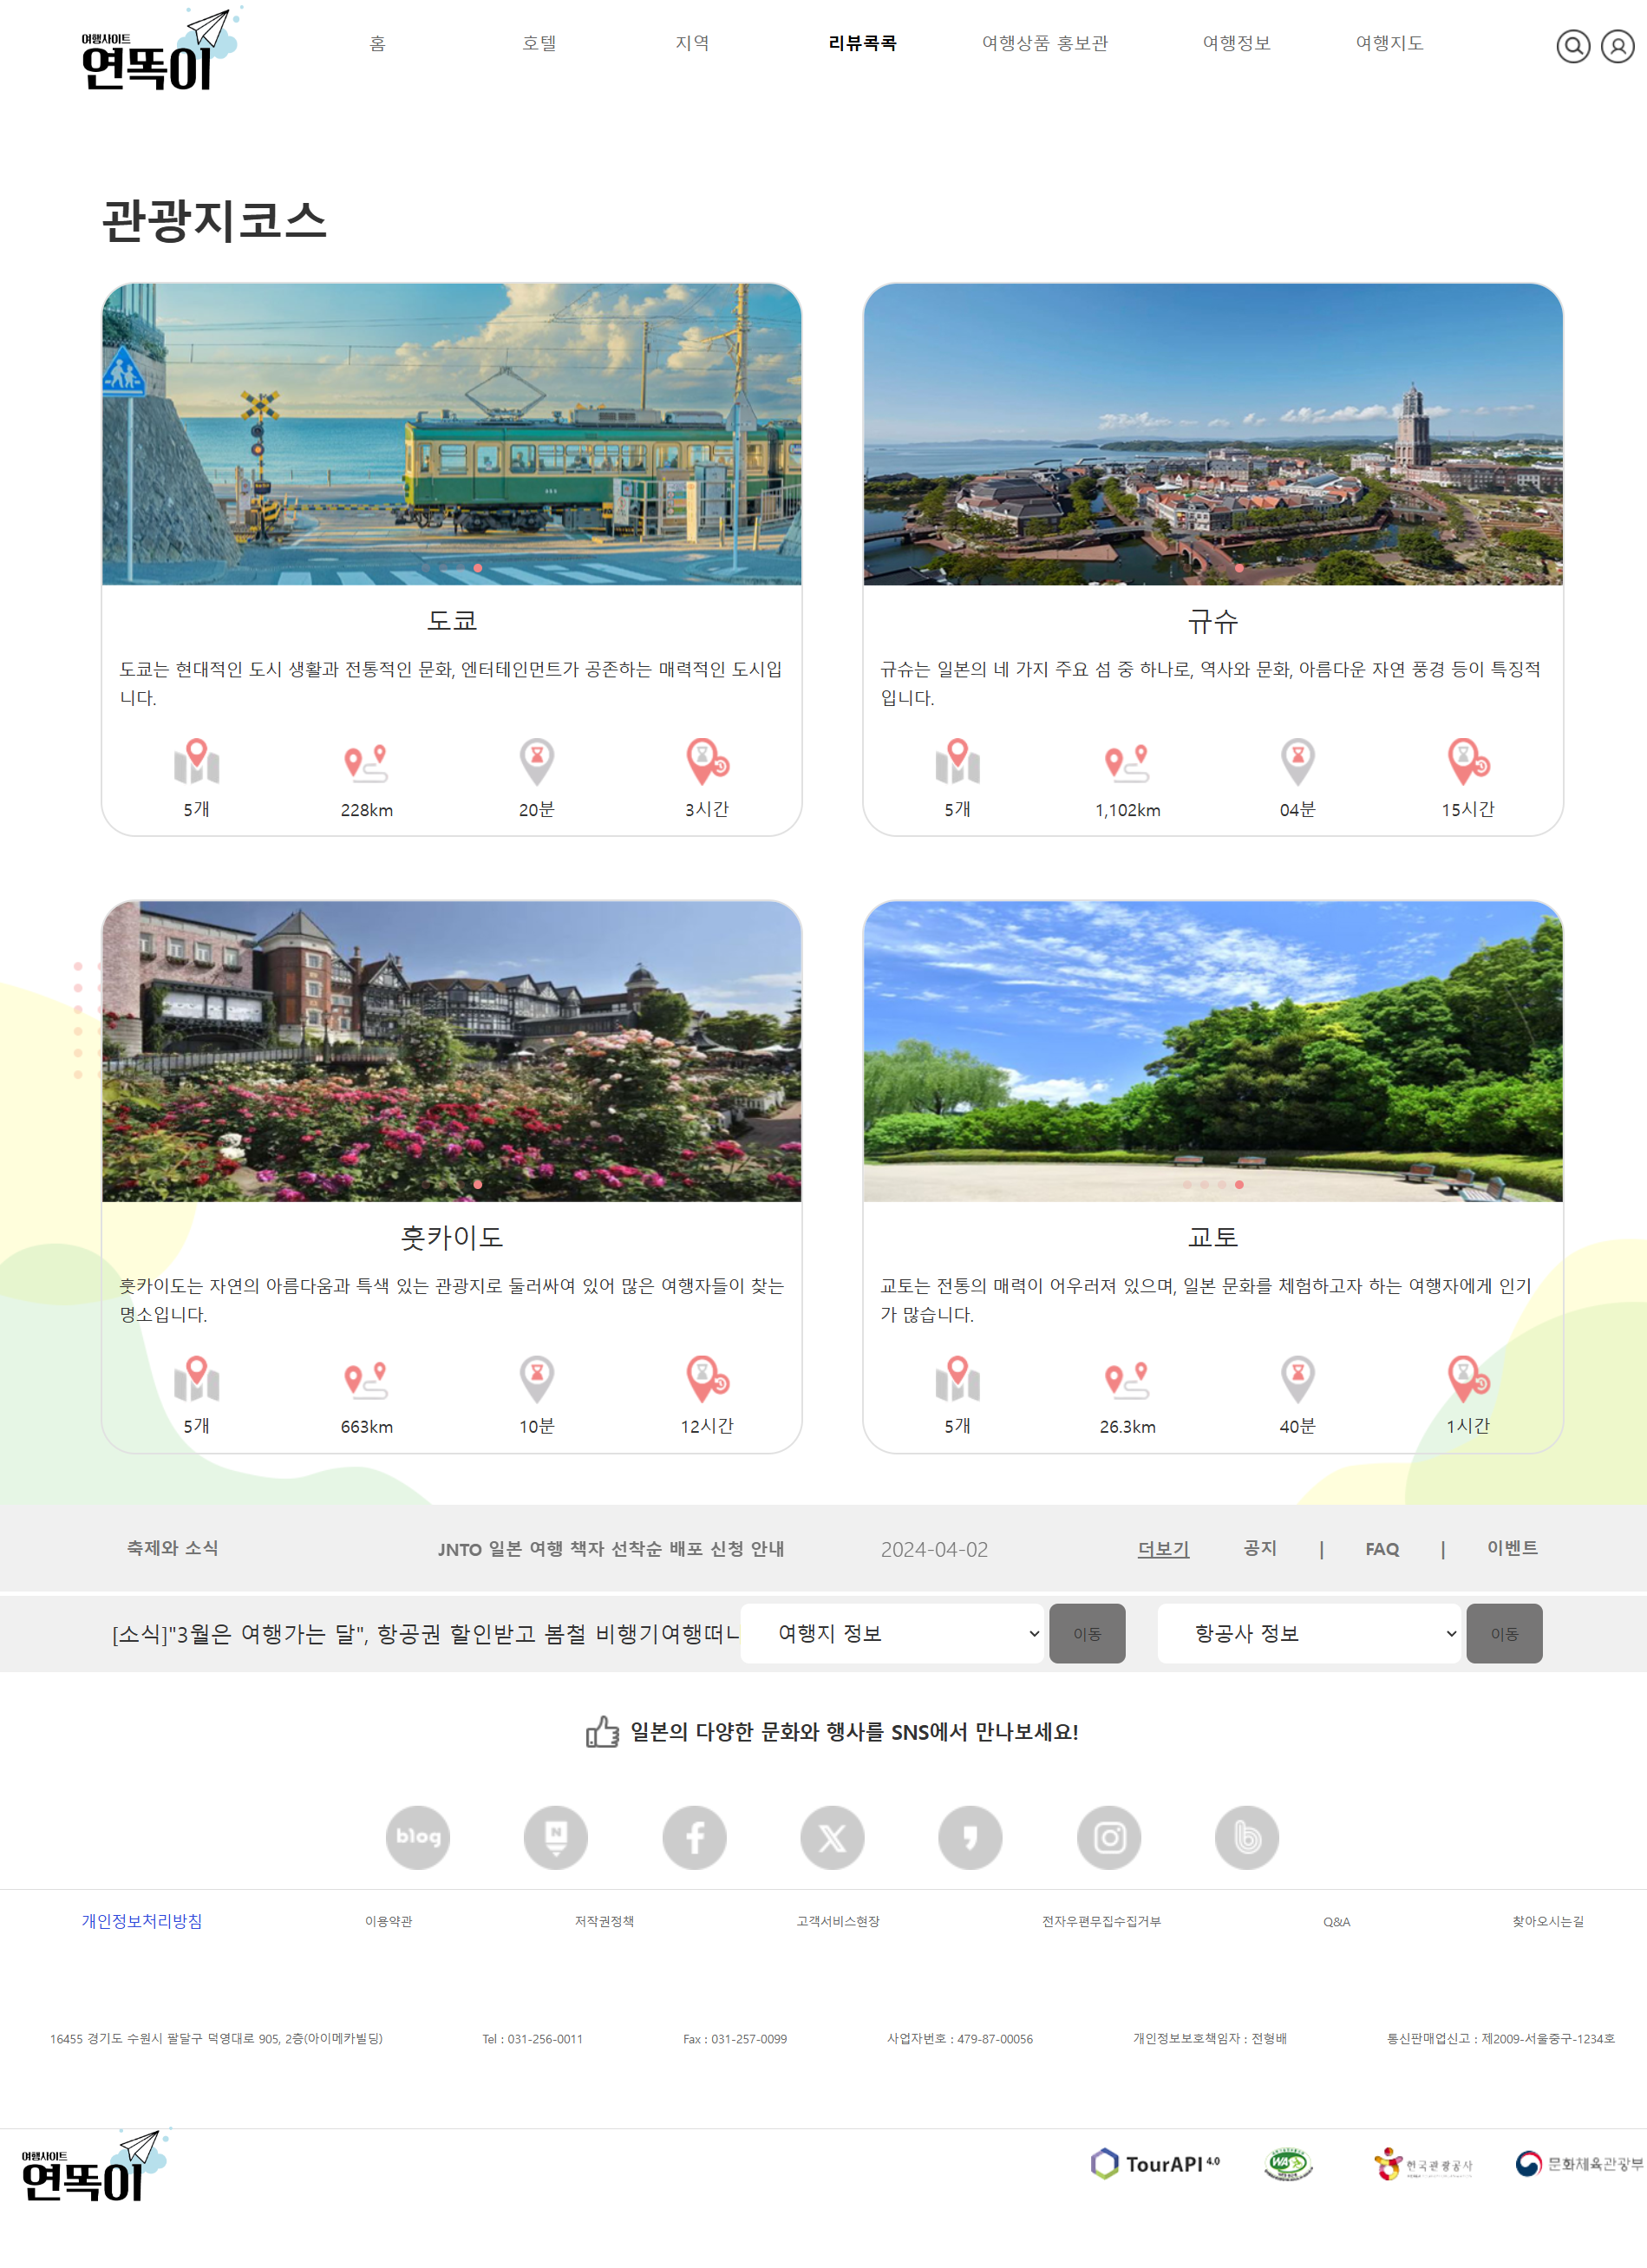 여행사이트
연똑이
홈 호텔 지역 리뷰콕콕 여행상품 홍보관 여행정보 여행지도
관광지코스
도쿄
도쿄는 현대적인 도시 생활과 전통적인 문화, 엔터테인먼트가 공존하는 매력적인 도시입
니다.
5개 228km 20분 3시간
규슈
규슈는 일본의 네 가지 주요 섬 중 하나로, 역사와 문화, 아름다운 자연 풍경 등이 특징적
입니다.
5개 1,102km 04분 15시간
훗카이도
훗카이도는 자연의 아름다움과 특색 있는 관광지로 둘러싸여 있어 많은 여행자들이 찾는
명소입니다.
5개 663km 10분 12시간
교토
교토는 전통의 매력이 어우러져 있으며, 일본 문화를 체험하고자 하는 여행자에게 인기
가 많습니다.
5개 26.3km 40분 1시간
축제와 소식 JNTO 일본 여행 책자 선착순 배포 신청 안내 2024-04-02 더보기 공지 | FAQ | 이벤트
[소식]"3월은 여행가는 달", 항공권 할인받고 봄철 비행기여행떠나 여행지 정보 이동 항공사 정보 이동
일본의 다양한 문화와 행사를 SNS에서 만나보세요!
blog N
개인정보처리방침 이용약관 저작권정책 고객서비스헌장 전자우편무집수집거부 Q&A 찾아오시는길
16455 경기도 수원시 팔달구 덕영대로 905, 2층(아이메카빌딩) Tel : 031-256-0011 Fax : 031-257-0099 사업자번호 : 479-87-00056 개인정보보호책임자 : 전형배 통신판매업신고 : 제2009-서울중구-1234호
여행사이트
연똑이
TourAPI 4.0 WA 한국관광공사 문화체육관광부